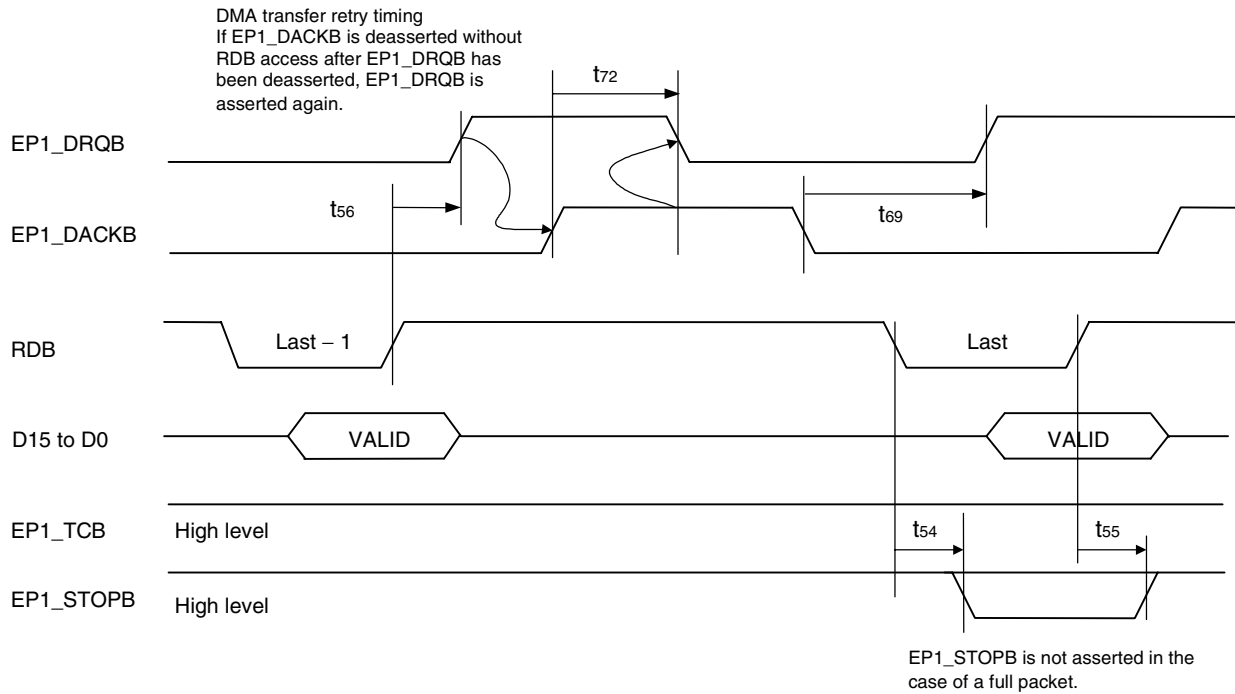 DMA transfer retry timing
If EP1_DACKB is deasserted without
RDB access after EP1_DRQB has
been deasserted, EP1_DRQB is
asserted again.
t72
EP1_DRQB
t56
t69
EP1_DACKB
RDB
Last – 1
Last
D15 to D0
VALID
VALID
EP1_TCB
High level
t54
t55
EP1_STOPB
High level
EP1_STOPB is not asserted in the
case of a full packet.